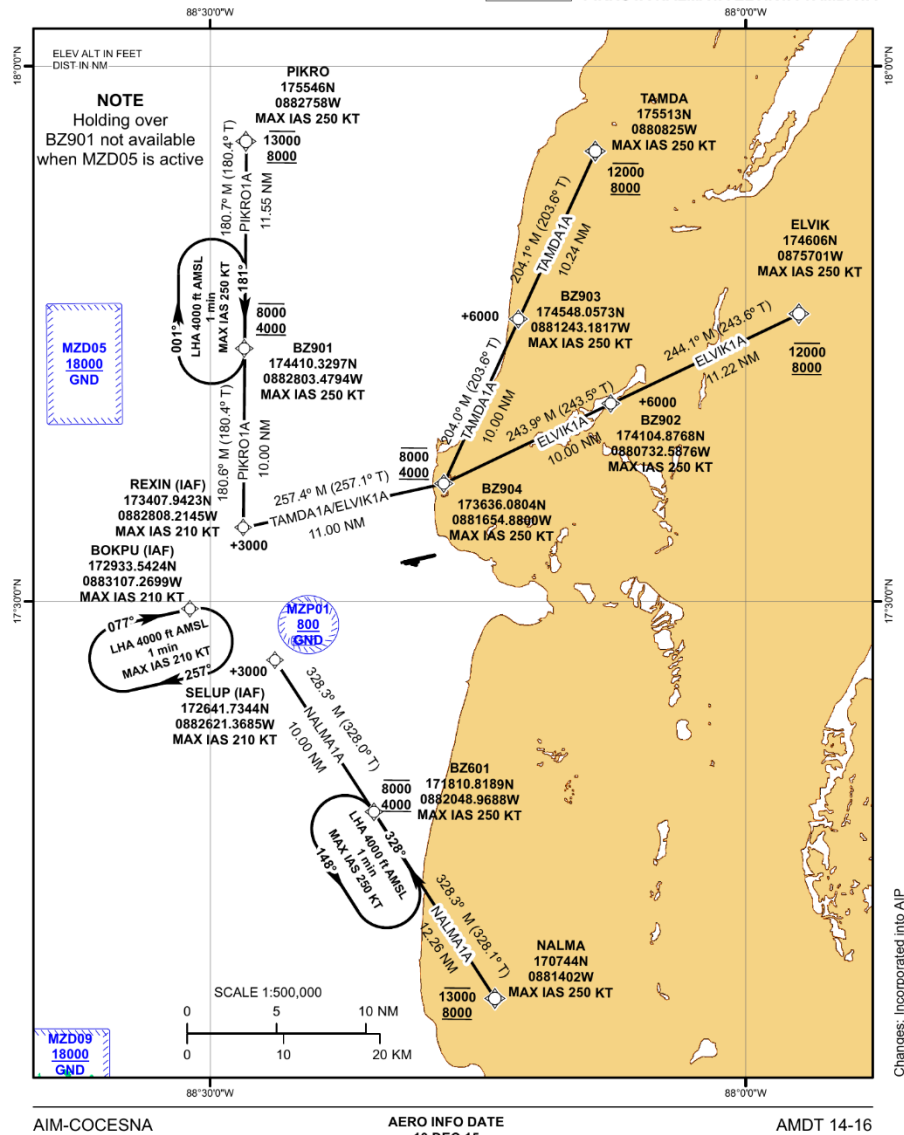 88°30'0"W
88°0'0"W
18°0'0"N
18°0'0"N
ELEV ALT IN FEET
DIST IN NM
NOTE
Holding over
BZ901 not available
when MZD05 is active
PIKRO
175546N
0882758W
MAX IAS 250 KT
13000
8000
TAMDA
175513N
0880825W
MAX IAS 250 KT
12000
8000
180.7° M (180.4° T)
PIKRO1A
11.55 NM
204.1° M (203.6° T)
TAMDA1A
10.24 NM
ELVIK
174606N
0875701W
MAX IAS 250 KT
12000
8000
001°
LHA 4000 ft AMSL
1 min
MAX IAS 250 KT
181°
8000
4000
BZ901
174410.3297N
0882803.4794W
MAX IAS 250 KT
MZD05
18000
GND
+6000
BZ903
174548.0573N
0881243.1817W
MAX IAS 250 KT
244.1° M (243.6° T)
ELVIK1A
11.22 NM
180.6° M (180.4° T)
PIKRO1A
10.00 NM
204.0° M (203.6° T)
TAMDA1A
10.00 NM
243.9° M (243.5° T)
ELVIK1A
10.00 NM
+6000
BZ902
174104.8768N
0880732.5876W
MAX IAS 250 KT
8000
4000
BZ904
173636.0804N
0881654.8800W
MAX IAS 250 KT
257.4° M (257.1° T)
TAMDA1A/ELVIK1A
11.00 NM
REXIN (IAF)
173407.9423N
0882808.2145W
MAX IAS 210 KT
+3000
BOKPU (IAF)
172933.5424N
0883107.2699W
MAX IAS 210 KT
17°30'0"N
17°30'0"N
077°
LHA 4000 ft AMSL
1 min
MAX IAS 210 KT
257°
MZP01
800
GND
+3000
SELUP (IAF)
172641.7344N
0882621.3685W
MAX IAS 210 KT
328.3° M (328.0° T)
NALMA1A
10.00 NM
8000
4000
BZ601
171810.8189N
0882048.9688W
MAX IAS 250 KT
LHA 4000 ft AMSL
1 min
MAX IAS 250 KT
328°
148°
328.3° M (328.1° T)
NALMA1A
12.26 NM
NALMA
170744N
0881402W
MAX IAS 250 KT
13000
8000
SCALE 1:500,000
0 5 10 NM
0 10 20 KM
MZD09
18000
GND
88°30'0"W
88°0'0"W
Changes: Incorporated into AIP
AIM-COCESNA
AERO INFO DATE
AMDT 14-16